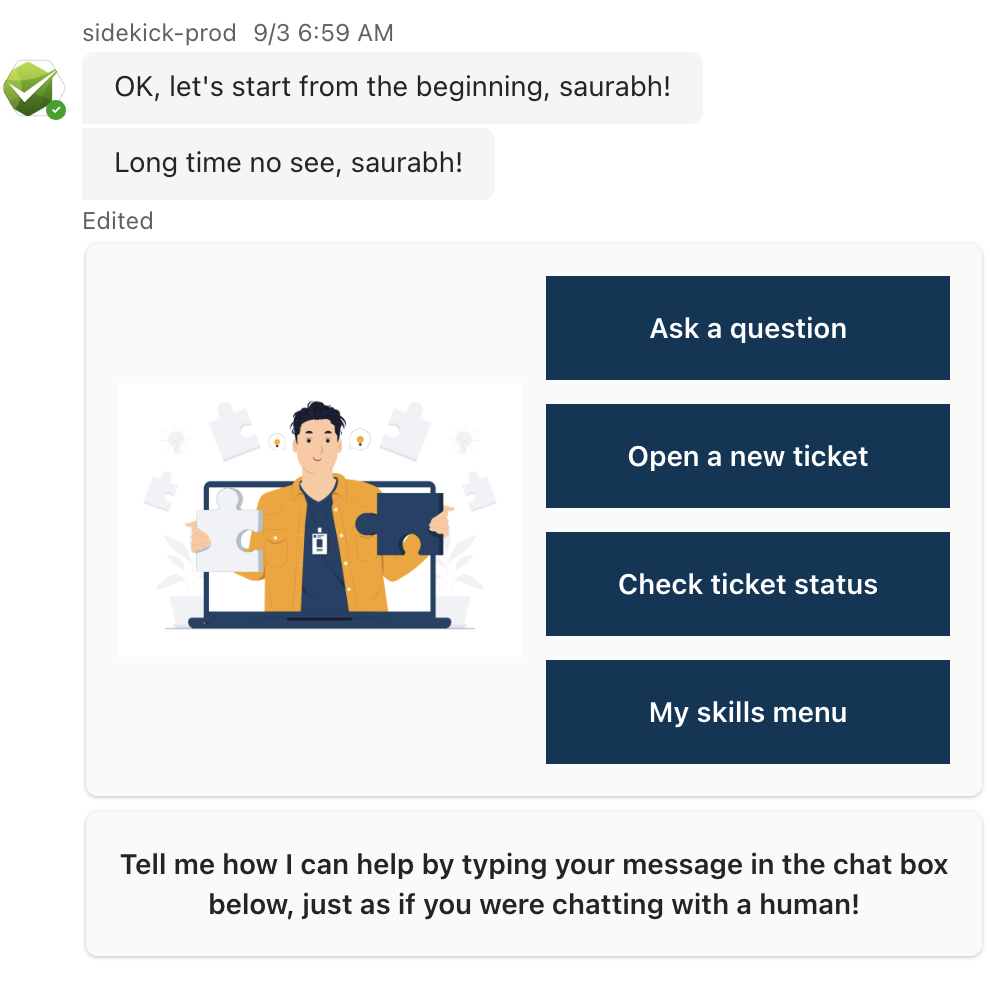 sidekick-prod 9/3 6:59 AM
OK, let's start from the beginning, saurabh!
Long time no see, saurabh!
Edited
Ask a question
Open a new ticket
Check ticket status
My skills menu
Tell me how I can help by typing your message in the chat box
below, just as if you were chatting with a human!